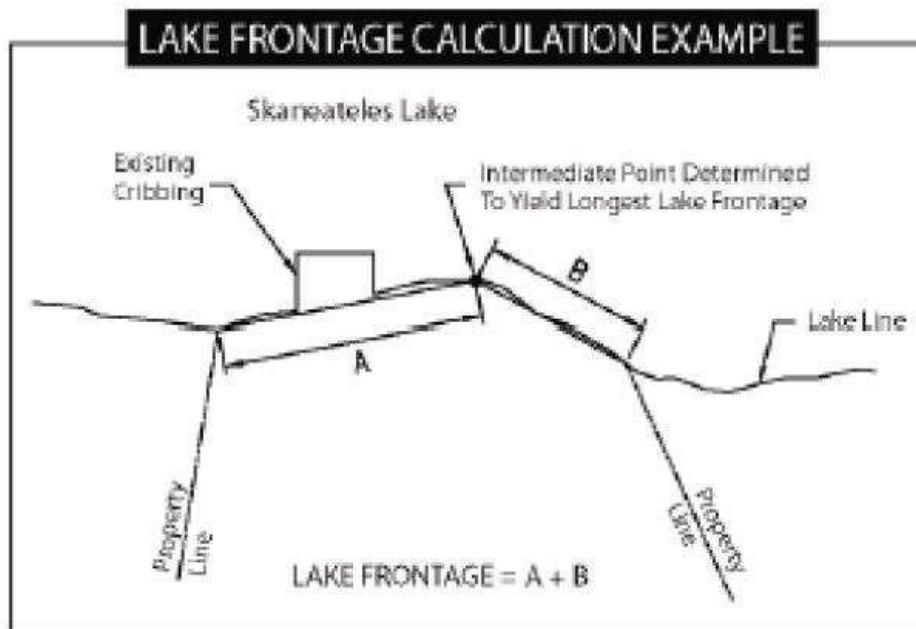 LAKE FRONTAGE CALCULATION EXAMPLE
Skaneateles Lake
Existing
Cribbing
Intermediate Point Determined
To Yield Longest Lake Frontage
B
Lake Line
A
Property
Line
Property
Line
LAKE FRONTAGE = A + B